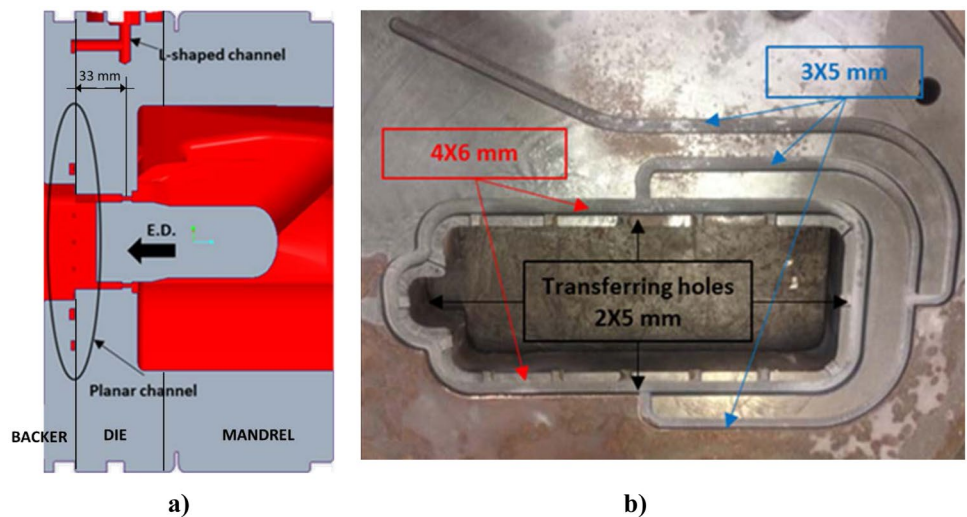 L-shaped channel
33 mm
E.D.
Planar channel
BACKER
DIE
MANDREL
a)
3X5 mm
4X6 mm
Transferring holes
2X5 mm
b)